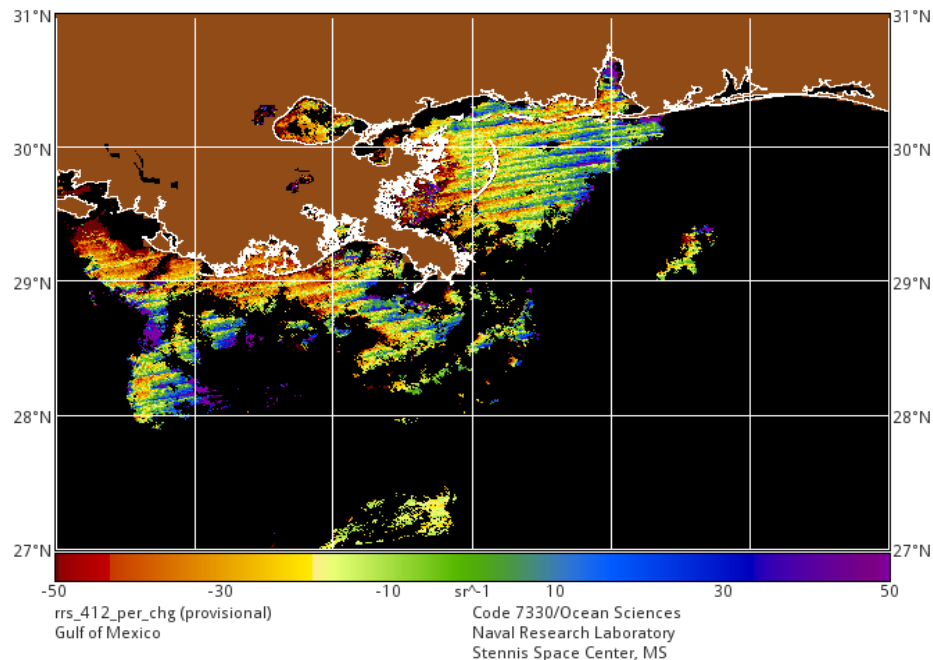 31°N 31°N
30°N 30°N
29°N 29°N
28°N 28°N
27°N 27°N
-50 -30 -10 sr^-1 10 30 50
rrs_412_per_chg (provisional) Code 7330/Ocean Sciences
Gulf of Mexico Naval Research Laboratory
Stennis Space Center, MS